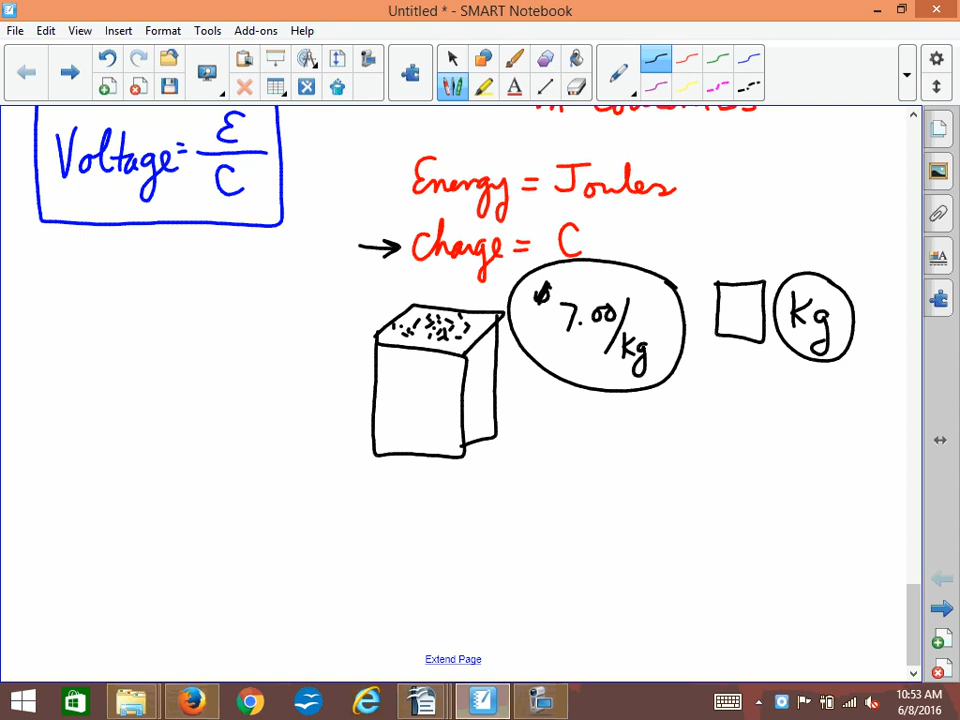 Untitled * - SMART Notebook
File Edit View Insert Format Tools Add-ons Help
Voltage = E
C
Energy = Joules
Charge = C
$ 7.00/
Kg
Kg
Extend Page
10:53 AM
6/8/2016